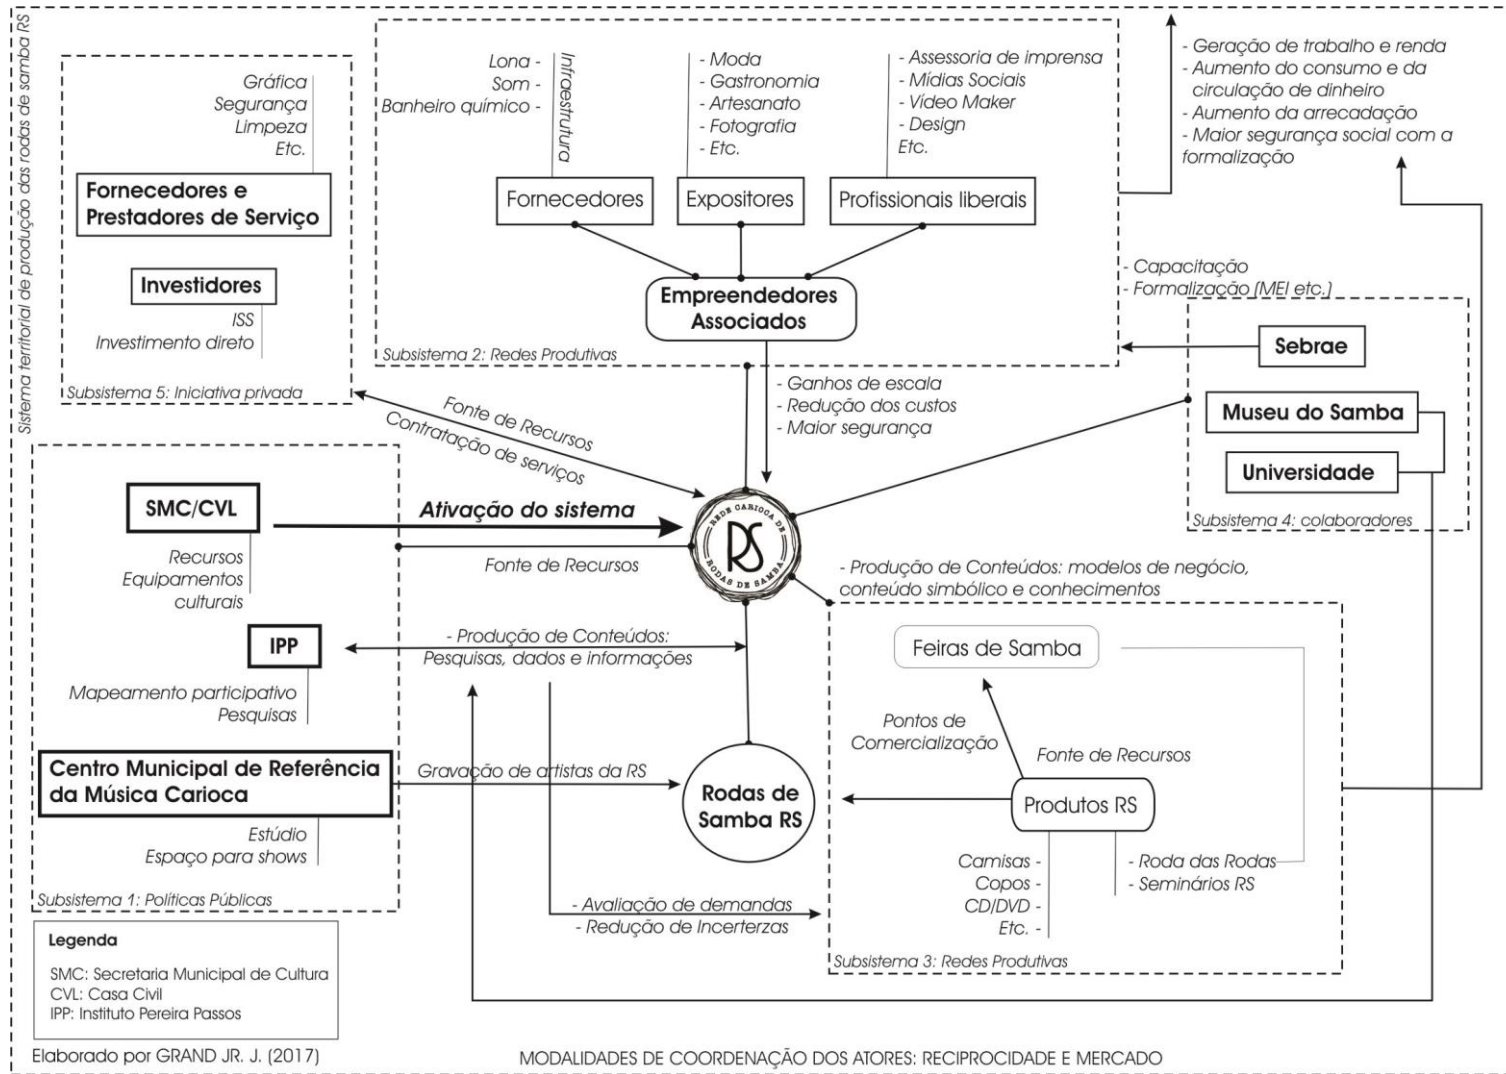 Sistema territorial de produção das rodas de samba RS
Gráfica
Segurança
Limpeza
Etc.
Fornecedores e
Prestadores de Serviço
Investidores
ISS
Investimento direto
Subsistema 5: Iniciativa privada
Lona -
Som -
Banheiro químico -
Infraestrutura
- Moda
- Gastronomia
- Artesanato
- Fotografia
- Etc.
- Assessoria de imprensa
- Mídias Sociais
- Vídeo Maker
- Design
Etc.
Fornecedores
Expositores
Profissionais liberais
Empreendedores
Associados
Subsistema 2: Redes Produtivas
- Geração de trabalho e renda
- Aumento do consumo e da
circulação de dinheiro
- Aumento da arrecadação
- Maior segurança social com a
formalização
- Capacitação
- Formalização (MEI etc.)
Sebrae
Museu do Samba
Universidade
Subsistema 4: colaboradores
- Ganhos de escala
- Redução dos custos
- Maior segurança
Fonte de Recursos
Contratação de serviços
SMC/CVL
Recursos
Equipamentos
culturais
Ativação do sistema
Fonte de Recursos
REDE CARIOCA DE
RS
RODAS DE SAMBA
IPP
Mapeamento participativo
Pesquisas
- Produção de Conteúdos:
Pesquisas, dados e informações
Centro Municipal de Referência
da Música Carioca
Estúdio
Espaço para shows
Subsistema 1: Políticas Públicas
Gravação de artistas da RS
Rodas de
Samba RS
- Avaliação de demandas
- Redução de Incerterzas
- Produção de Conteúdos: modelos de negócio,
conteúdo simbólico e conhecimentos
Feiras de Samba
Pontos de
Comercialização
Fonte de Recursos
Produtos RS
Camisas -
Copos -
CD/DVD -
Etc. -
- Roda das Rodas
- Seminários RS
Subsistema 3: Redes Produtivas
Legenda
SMC: Secretaria Municipal de Cultura
CVL: Casa Civil
IPP: Instituto Pereira Passos
Elaborado por GRAND JR. J. (2017)
MODALIDADES DE COORDENAÇÃO DOS ATORES: RECIPROCIDADE E MERCADO